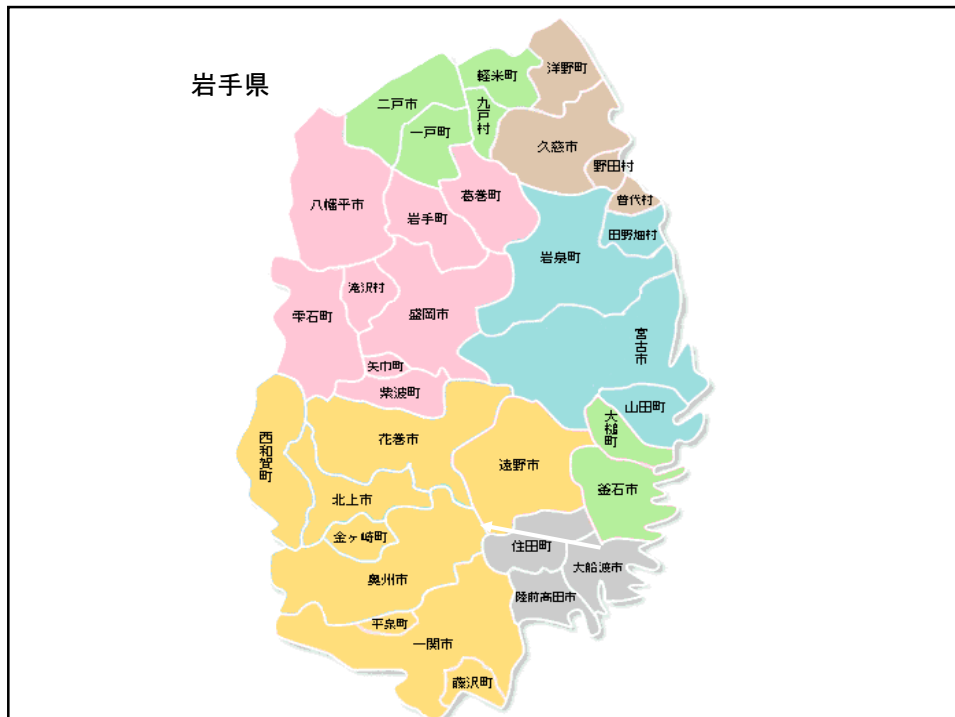 岩手県
洋野町
軽米町
二戸市
九戸村
一戸町
久慈市
野田村
葛巻町
普代村
八幡平市
岩手町
田野畑村
岩泉町
滝沢村
雫石町
盛岡市
宮古市
矢巾町
紫波町
山田町
大槌町
花巻市
西和賀町
遠野市
釜石市
北上市
金ヶ崎町
住田町
大船渡市
奥州市
陸前高田市
平泉町
一関市
藤沢町